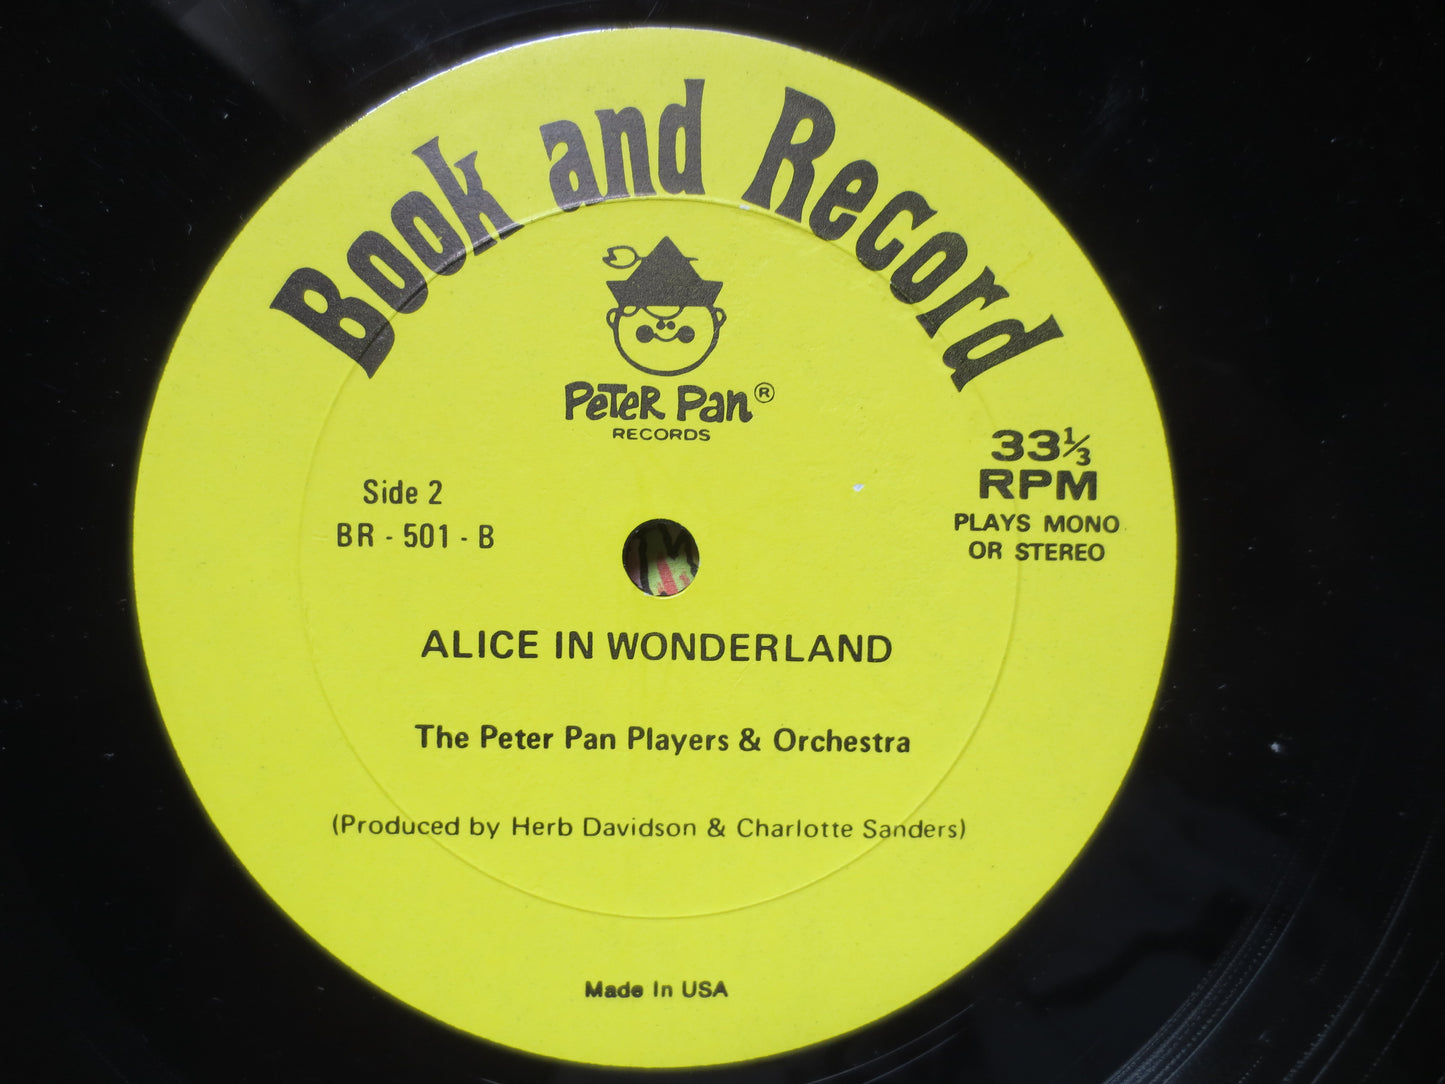 Book and Record
PETER PAN®
RECORDS
Side 2
BR - 501 - B
33⅓
RPM
PLAYS MONO
OR STEREO
ALICE IN WONDERLAND
The Peter Pan Players & Orchestra
(Produced by Herb Davidson & Charlotte Sanders)
Made In USA